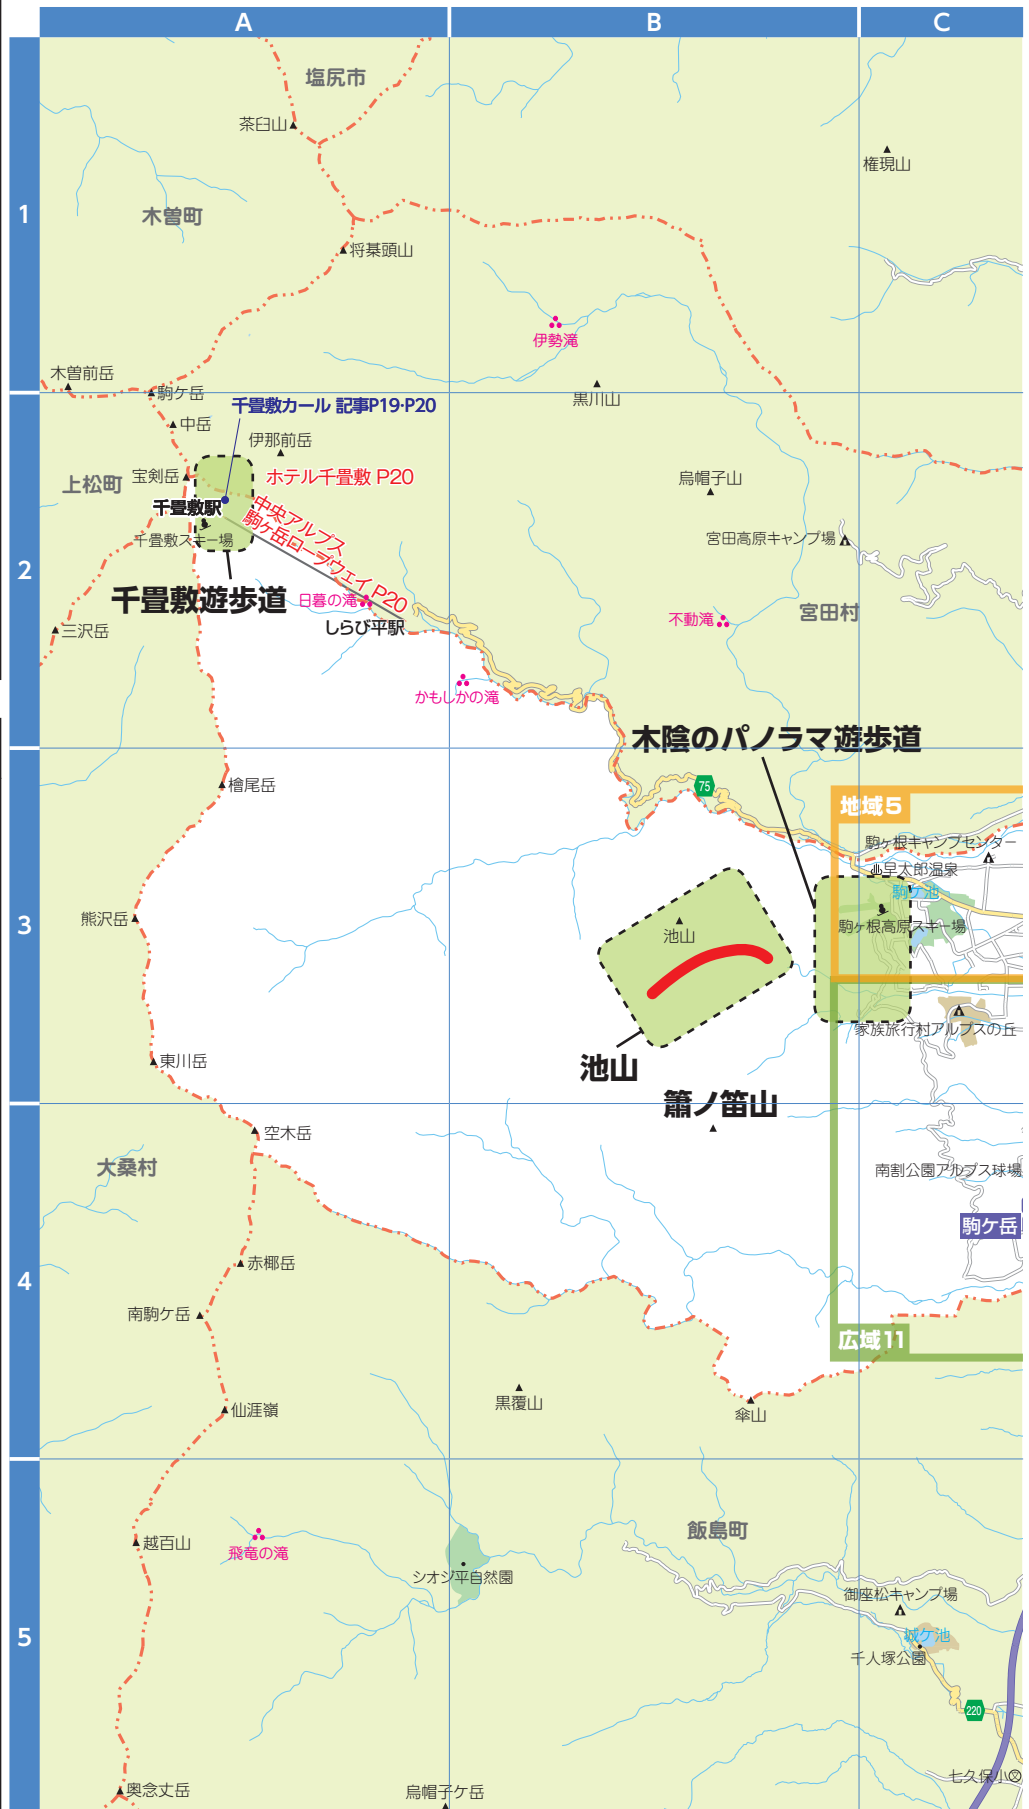 A
B
C
1
2
3
4
5
塩尻市
茶臼山
権現山
木曽町
将棊頭山
伊勢滝
木曽前岳
駒ケ岳
黒川山
千畳敷カール 記事P19・P20
中岳
伊那前岳
宝剣岳
ホテル千畳敷 P20
上松町
烏帽子山
千畳敷駅
中央アルプス
駒ヶ岳ロープウェイ P20
千畳敷スキー場
宮田高原キャンプ場
千畳敷遊歩道
日暮の滝
宮田村
不動滝
しらび平駅
三沢岳
かもしかの滝
木陰のパノラマ遊歩道
檜尾岳
75
地域5
駒ヶ根キャンプセンター
早太郎温泉
駒ケ池
熊沢岳
池山
駒ヶ根高原スキー場
家族旅行村アルプスの丘
東川岳
池山
簫ノ笛山
空木岳
大桑村
南割公園アルプス球場
駒ケ岳
赤椰岳
南駒ケ岳
広域11
黒覆山
仙涯嶺
傘山
飯島町
越百山
飛竜の滝
シオジ平自然園
御座松キャンプ場
城ケ池
千人塚公園
220
七久保小
奥念丈岳
烏帽子ケ岳